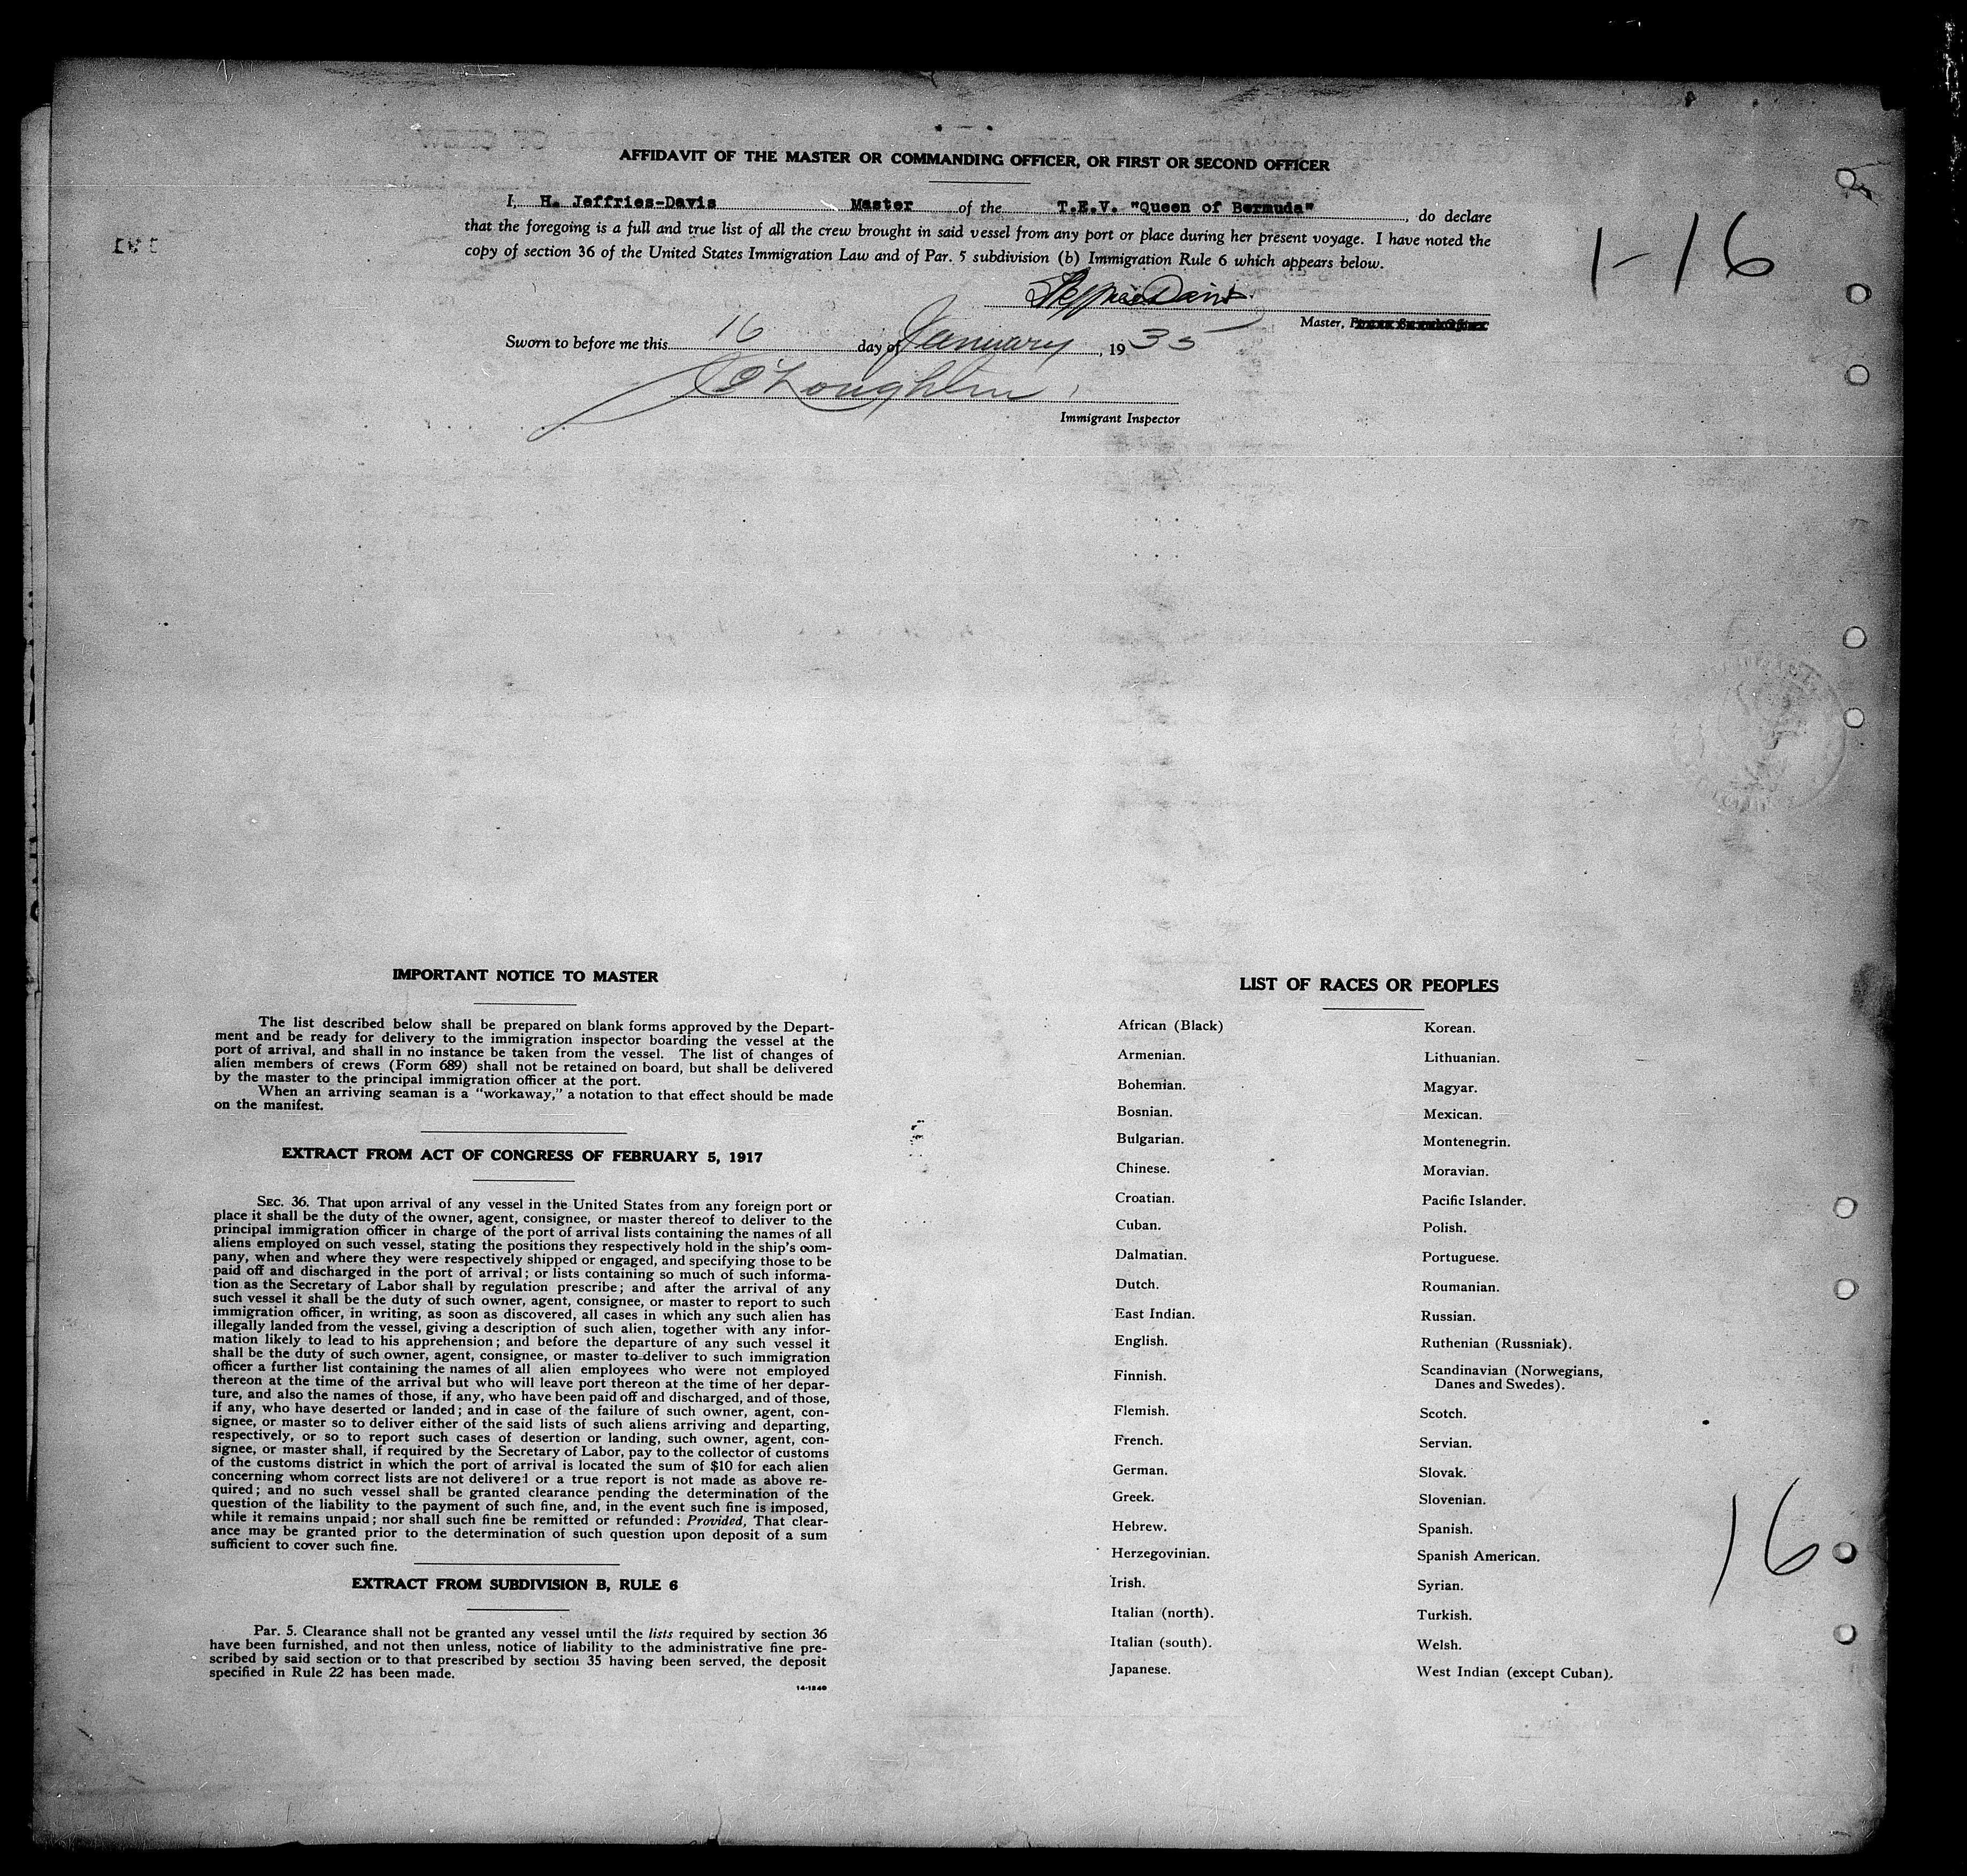 AFFIDAVIT OF THE MASTER OR COMMANDING OFFICER, OR FIRST OR SECOND OFFICER
I, H. Jeffries-Davis Master of the T.E.V. "Queen of Bermuda", do declare
that the foregoing is a full and true list of all the crew brought in said vessel from any port or place during her present voyage. I have noted the
copy of section 36 of the United States Immigration Law and of Par. 5 subdivision (b) Immigration Rule 6 which appears below.
1-16
Master,
Sworn to before me this 16 day of January, 1935
O'Loughlin
Immigrant Inspector
IMPORTANT NOTICE TO MASTER
The list described below shall be prepared on blank forms approved by the Depart-
ment and be ready for delivery to the immigration inspector boarding the vessel at the
port of arrival, and shall in no instance be taken from the vessel. The list of changes of
alien members of crews (Form 689) shall not be retained on board, but shall be delivered
by the master to the principal immigration officer at the port.
When an arriving seaman is a "workaway," a notation to that effect should be made
on the manifest.
EXTRACT FROM ACT OF CONGRESS OF FEBRUARY 5, 1917
SEC. 36. That upon arrival of any vessel in the United States from any foreign port or
place it shall be the duty of the owner, agent, consignee, or master thereof to deliver to the
principal immigration officer in charge of the port of arrival lists containing the names of all
aliens employed on such vessel, stating the positions they respectively hold in the ship's com-
pany, when and where they were respectively shipped or engaged, and specifying those to be
paid off and discharged in the port of arrival; or lists containing so much of such informa-
tion as the Secretary of Labor shall by regulation prescribe; and after the arrival of any
such vessel it shall be the duty of such owner, agent, consignee, or master to report to such
immigration officer, in writing, as soon as discovered, all cases in which any such alien has
illegally landed from the vessel, giving a description of such alien, together with any infor-
mation likely to lead to his apprehension; and before the departure of any such vessel it
shall be the duty of such owner, agent, consignee, or master to deliver to such immigration
officer a further list containing the names of all alien employees who were not employed
thereon at the time of the arrival but who will leave port thereon at the time of her depar-
ture, and also the names of those, if any, who have been paid off and discharged, and of those,
if any, who have deserted or landed; and in case of the failure of such owner, agent, con-
signee, or master so to deliver either of the said lists of such aliens arriving and departing,
respectively, or so to report such cases of desertion or landing, such owner, agent, con-
signee, or master shall, if required by the Secretary of Labor, pay to the collector of customs
of the customs district in which the port of arrival is located the sum of $10 for each alien
concerning whom correct lists are not delivered or a true report is not made as above re-
quired; and no such vessel shall be granted clearance pending the determination of the
question of the liability to the payment of such fine, and, in the event such fine is imposed,
while it remains unpaid; nor shall such fine be remitted or refunded: Provided, That clear-
ance may be granted prior to the determination of such question upon deposit of a sum
sufficient to cover such fine.
EXTRACT FROM SUBDIVISION B, RULE 6
Par. 5. Clearance shall not be granted any vessel until the lists required by section 36
have been furnished, and not then unless, notice of liability to the administrative fine pre-
scribed by said section or to that prescribed by section 35 having been served, the deposit
specified in Rule 22 has been made.
14-1240
LIST OF RACES OR PEOPLES
African (Black)
Armenian.
Bohemian.
Bosnian.
Bulgarian.
Chinese.
Croatian.
Cuban.
Dalmatian.
Dutch.
East Indian.
English.
Finnish.
Flemish.
French.
German.
Greek.
Hebrew.
Herzegovinian.
Irish.
Italian (north).
Italian (south).
Japanese.
Korean.
Lithuanian.
Magyar.
Mexican.
Montenegrin.
Moravian.
Pacific Islander.
Polish.
Portuguese.
Roumanian.
Russian.
Ruthenian (Russniak).
Scandinavian (Norwegians,
Danes and Swedes).
Scotch.
Servian.
Slovak.
Slovenian.
Spanish.
Spanish American.
Syrian.
Turkish.
Welsh.
West Indian (except Cuban).
16